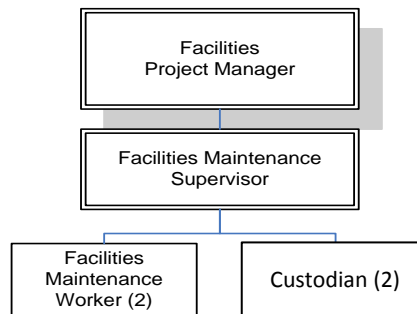 Facilities
Project Manager
Facilities Maintenance
Supervisor
Facilities
Maintenance
Worker (2)
Custodian (2)